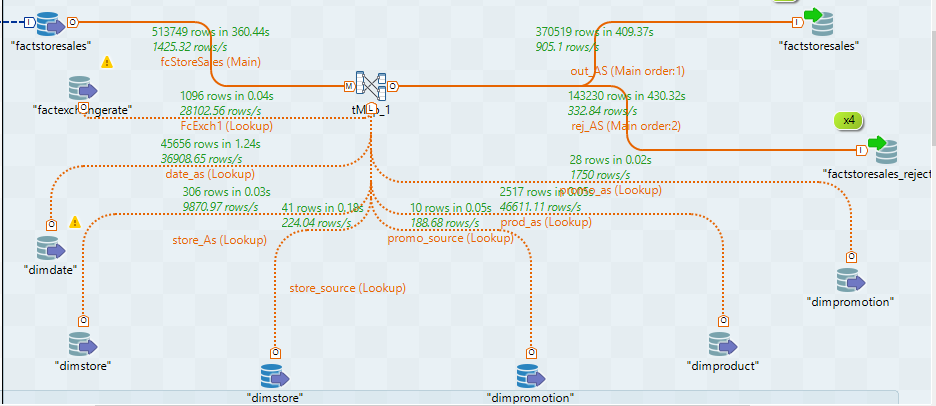 I
O
"factstoresales"
513749 rows in 360.44s
1425.32 rows/s
fcStoreSales (Main)
370519 rows in 409.37s
905.1 rows/s
out_AS (Main order:1)
I
"factstoresales"
"factexchangerate"
O
1096 rows in 0.04s
28102.56 rows/s
FcExch1 (Lookup)
M
O
L
143230 rows in 430.32s
332.84 rows/s
rej_AS (Main order:2)
x4
I
"factstoresales_reject
45656 rows in 1.24s
36908.65 rows/s
date_as (Lookup)
28 rows in 0.02s
1750 rows/s
promo_as (Lookup)
306 rows in 0.03s
9870.97 rows/s
store_As (Lookup)
41 rows in 0.18s
224.04 rows/s
store_source (Lookup)
10 rows in 0.05s
188.68 rows/s
promo_source (Lookup)
2517 rows in 0.05s
46611.11 rows/s
prod_as (Lookup)
O
"dimdate"
O
"dimpromotion"
O
"dimstore"
O
"dimstore"
O
"dimpromotion"
O
"dimproduct"